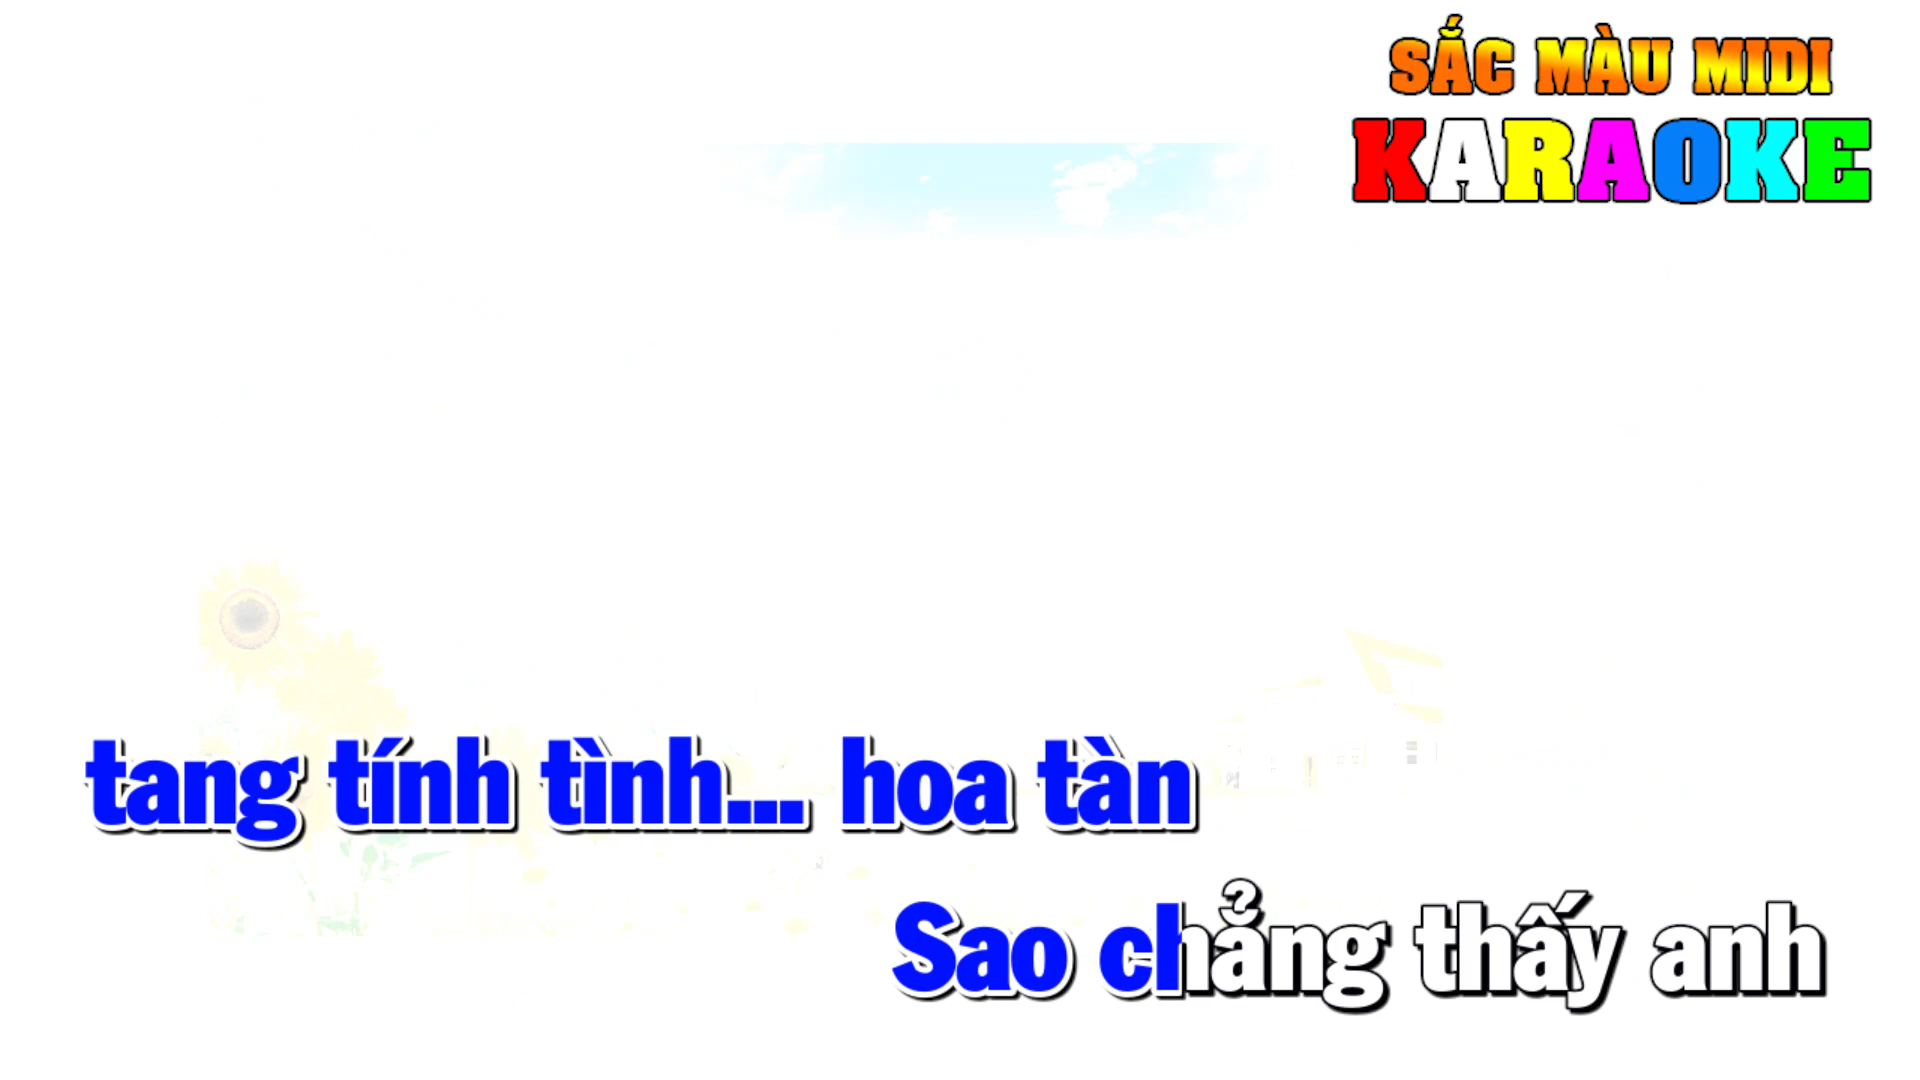 SẮC MÀU MIDI
KARAOKE
tang tính tình... hoa tàn
Sao chẳng thấy anh